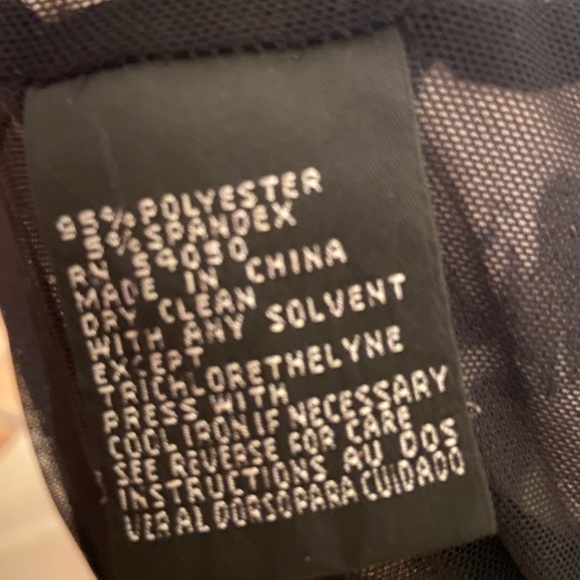 95% POLYESTER
5% SPANDEX
RN 54050
MADE IN CHINA
DRY CLEAN
WITH ANY SOLVENT
EXCEPT
TRICHLORETHELYNE
PRESS WITH
COOL IRON IF NECESSARY
SEE REVERSE FOR CARE
INSTRUCTIONS AU DOS
VER AL DORSO PARA CUIDADO